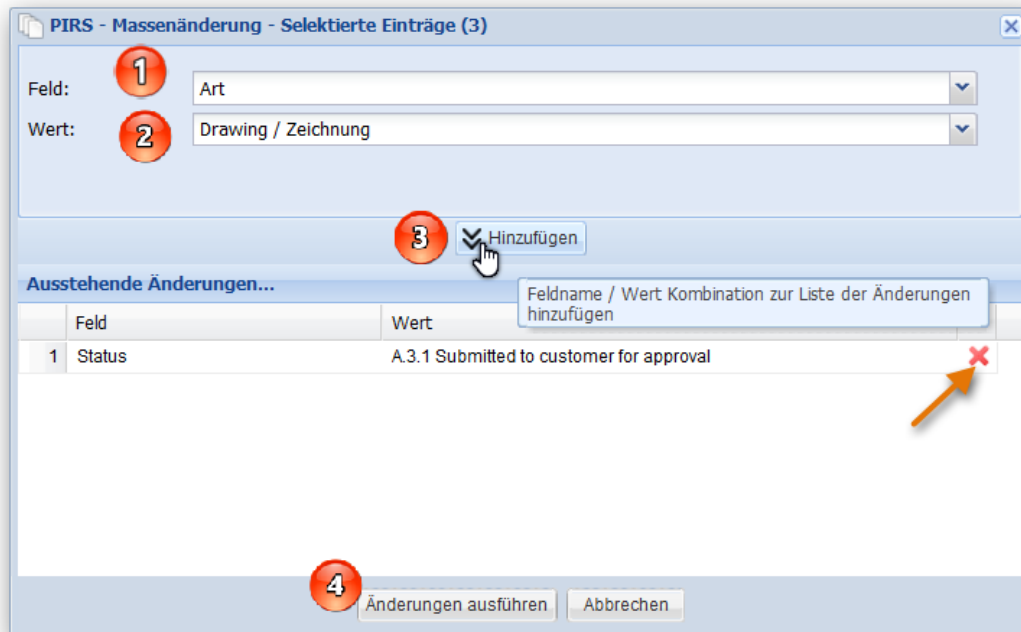 PIRS - Massenänderung - Selektierte Einträge (3)
1
Feld: Art
2
Wert: Drawing / Zeichnung
3
Hinzufügen
Ausstehende Änderungen...
Feldname / Wert Kombination zur Liste der Änderungen
hinzufügen
Feld Wert
1 Status A.3.1 Submitted to customer for approval
4
Änderungen ausführen Abbrechen